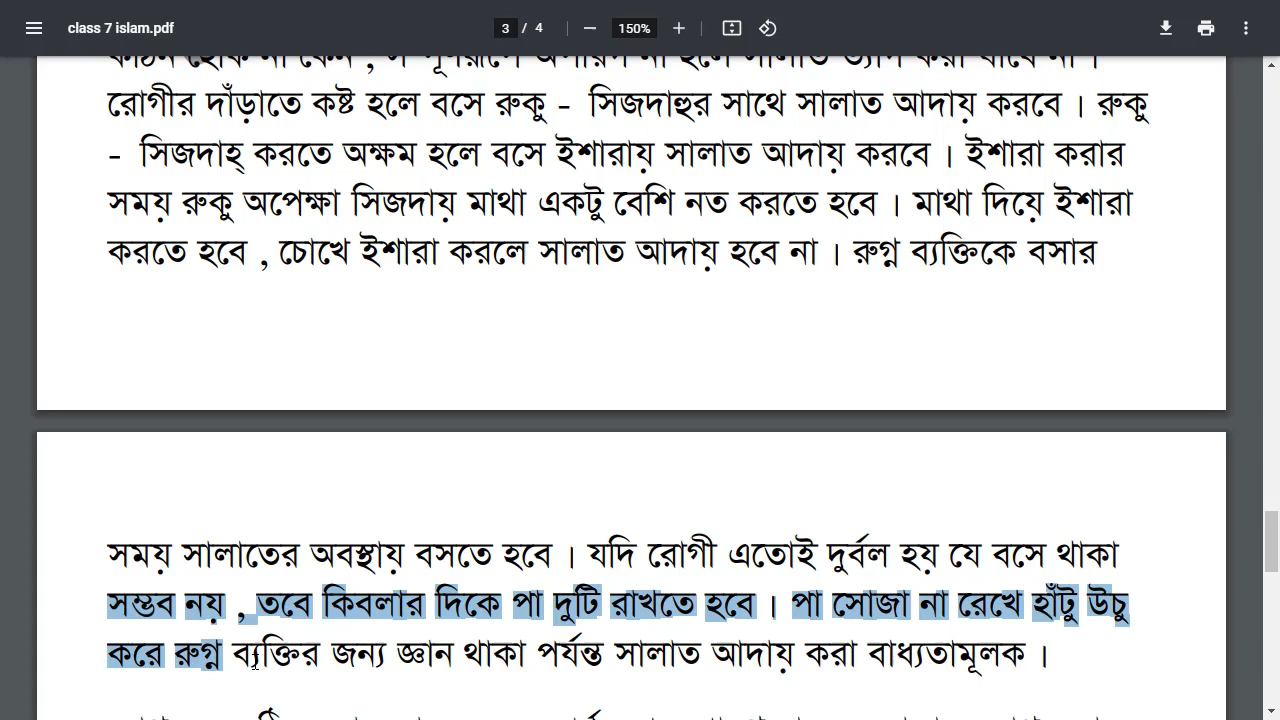 class 7 islam.pdf
3 / 4
150%
রোগীর দাঁড়াতে কষ্ট হলে বসে রুকু - সিজদাহুর সাথে সালাত আদায় করবে । রুকু
- সিজদাহ্ করতে অক্ষম হলে বসে ইশারায় সালাত আদায় করবে । ইশারা করার
সময় রুকু অপেক্ষা সিজদায় মাথা একটু বেশি নত করতে হবে । মাথা দিয়ে ইশারা
করতে হবে , চোখে ইশারা করলে সালাত আদায় হবে না । রুগ্ন ব্যক্তিকে বসার
সময় সালাতের অবস্থায় বসতে হবে । যদি রোগী এতোই দুর্বল হয় যে বসে থাকা
সম্ভব নয় , তবে কিবলার দিকে পা দুটি রাখতে হবে । পা সোজা না রেখে হাঁটু উচু
করে রুগ্ন ব্যক্তির জন্য জ্ঞান থাকা পর্যন্ত সালাত আদায় করা বাধ্যতামূলক ।